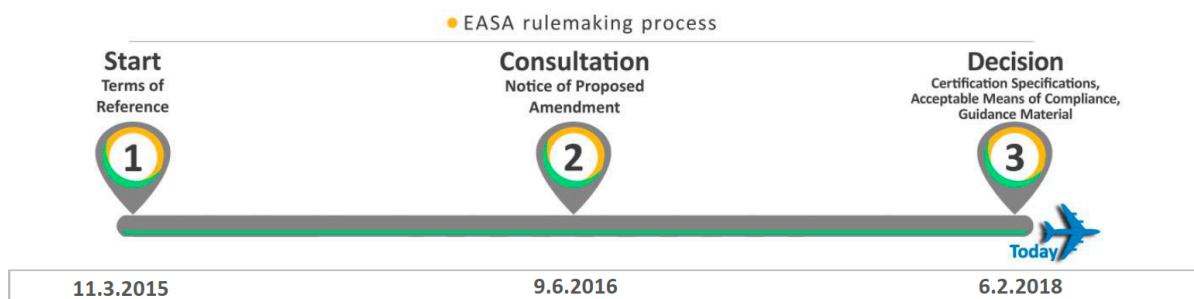 EASA rulemaking process
Start
Terms of
Reference
1
Consultation
Notice of Proposed
Amendment
2
Decision
Certification Specifications,
Acceptable Means of Compliance,
Guidance Material
3
Today
11.3.2015
9.6.2016
6.2.2018